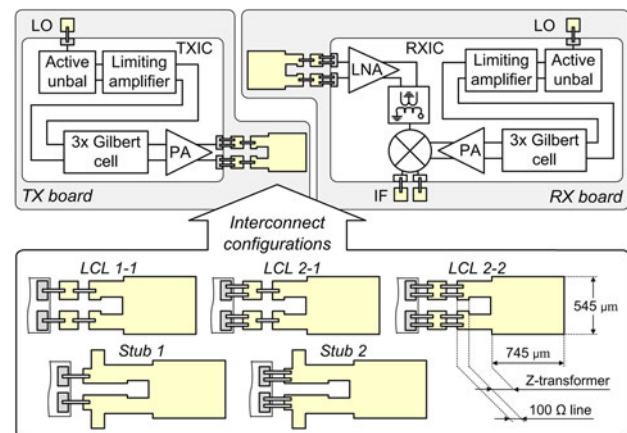 LO
TXIC
Active unbal
Limiting amplifier
3x Gilbert cell
PA
TX board
LNA
RXIC
LO
Limiting amplifier
Active unbal
PA
3x Gilbert cell
IF
RX board
Interconnect configurations
LCL 1-1
LCL 2-1
LCL 2-2
545 µm
745 µm
Stub 1
Stub 2
Z-transformer
100 Ω line